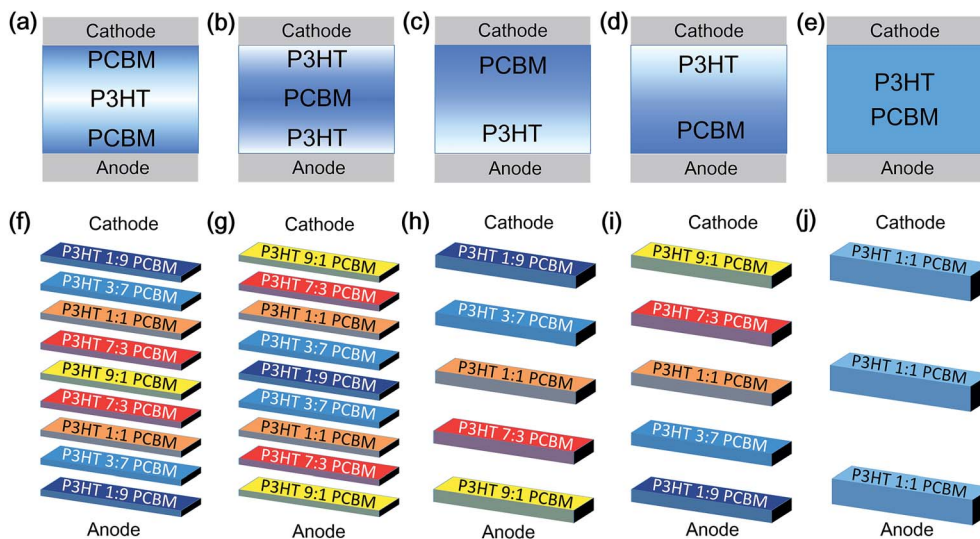 (a)
Cathode
PCBM
P3HT
PCBM
Anode
(b)
Cathode
P3HT
PCBM
P3HT
Anode
(c)
Cathode
PCBM
P3HT
Anode
(d)
Cathode
P3HT
PCBM
Anode
(e)
Cathode
P3HT
PCBM
Anode
(f)
Cathode
P3HT 1:9 PCBM
P3HT 3:7 PCBM
P3HT 1:1 PCBM
P3HT 7:3 PCBM
P3HT 9:1 PCBM
P3HT 7:3 PCBM
P3HT 1:1 PCBM
P3HT 3:7 PCBM
P3HT 1:9 PCBM
Anode
(g)
Cathode
P3HT 9:1 PCBM
P3HT 7:3 PCBM
P3HT 1:1 PCBM
P3HT 3:7 PCBM
P3HT 1:9 PCBM
P3HT 3:7 PCBM
P3HT 1:1 PCBM
P3HT 7:3 PCBM
P3HT 9:1 PCBM
Anode
(h)
Cathode
P3HT 1:9 PCBM
P3HT 3:7 PCBM
P3HT 1:1 PCBM
P3HT 7:3 PCBM
P3HT 9:1 PCBM
Anode
(i)
Cathode
P3HT 9:1 PCBM
P3HT 7:3 PCBM
P3HT 1:1 PCBM
P3HT 3:7 PCBM
P3HT 1:9 PCBM
Anode
(j)
Cathode
P3HT 1:1 PCBM
P3HT 1:1 PCBM
P3HT 1:1 PCBM
Anode